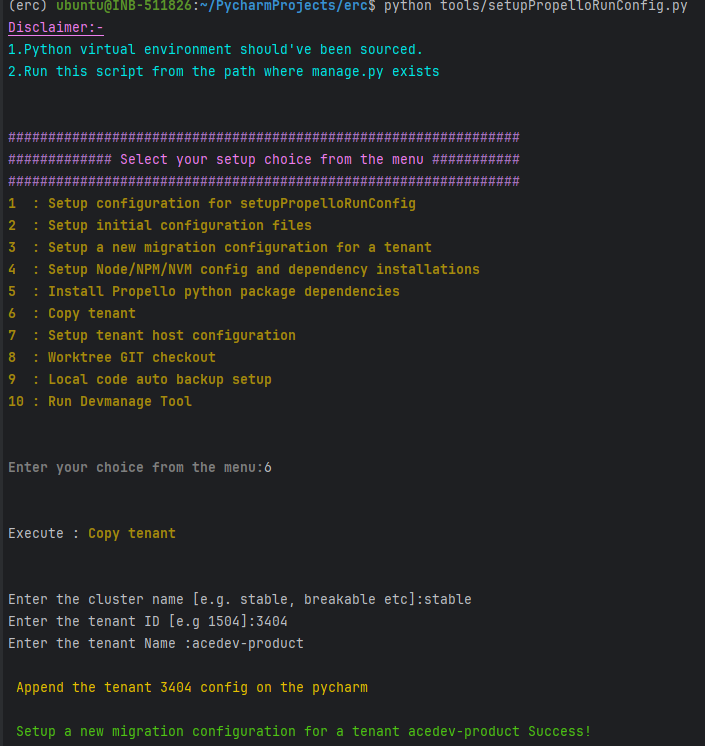 (erc) ubuntu@INB-511826:~/PycharmProjects/erc$ python tools/setupPropelloRunConfig.py
Disclaimer:-
1.Python virtual environment should've been sourced.
2.Run this script from the path where manage.py exists
################################################################
############# Select your setup choice from the menu ###########
################################################################
1  : Setup configuration for setupPropelloRunConfig
2  : Setup initial configuration files
3  : Setup a new migration configuration for a tenant
4  : Setup Node/NPM/NVM config and dependency installations
5  : Install Propello python package dependencies
6  : Copy tenant
7  : Setup tenant host configuration
8  : Worktree GIT checkout
9  : Local code auto backup setup
10 : Run Devmanage Tool
Enter your choice from the menu:6
Execute : Copy tenant
Enter the cluster name [e.g. stable, breakable etc]:stable
Enter the tenant ID [e.g 1504]:3404
Enter the tenant Name :acedev-product
Append the tenant 3404 config on the pycharm
Setup a new migration configuration for a tenant acedev-product Success!